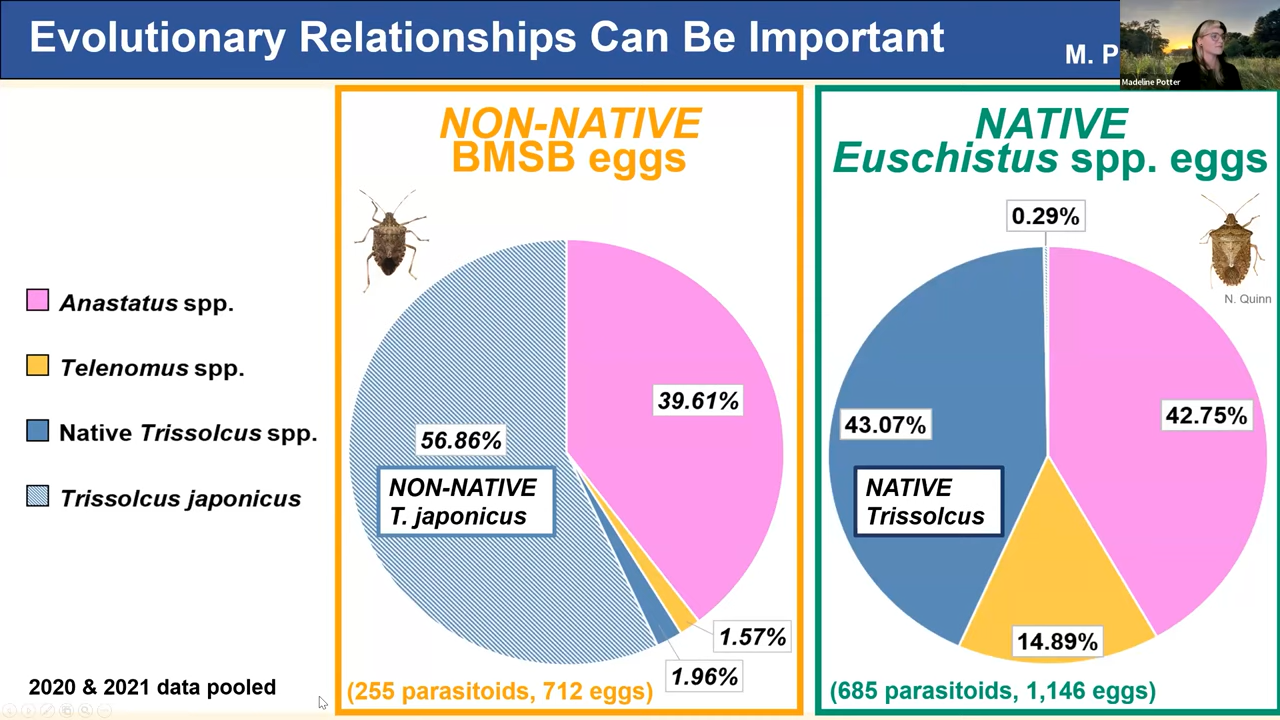 Evolutionary Relationships Can Be Important
M. P
Madeline Potter
NON-NATIVE
BMSB eggs
NATIVE
Euschistus spp. eggs
N. Quinn
Anastatus spp.
Telenomus spp.
Native Trissolcus spp.
Trissolcus japonicus
39.61%
56.86%
NON-NATIVE
T. japonicus
1.57%
1.96%
0.29%
43.07%
42.75%
NATIVE
Trissolcus
14.89%
2020 & 2021 data pooled
(255 parasitoids, 712 eggs)
(685 parasitoids, 1,146 eggs)